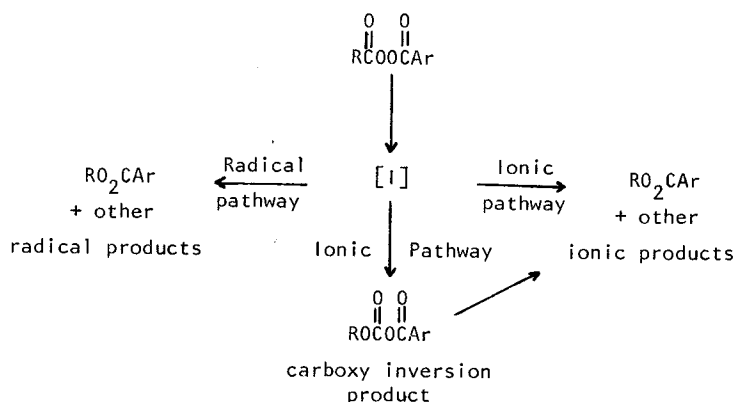 O O
RCOOCAr
RO2CAr
+ other
radical products
Radical
pathway
[1]
Ionic
pathway
RO2CAr
+ other
ionic products
Ionic Pathway
O O
ROCOCAr
carboxy inversion
product